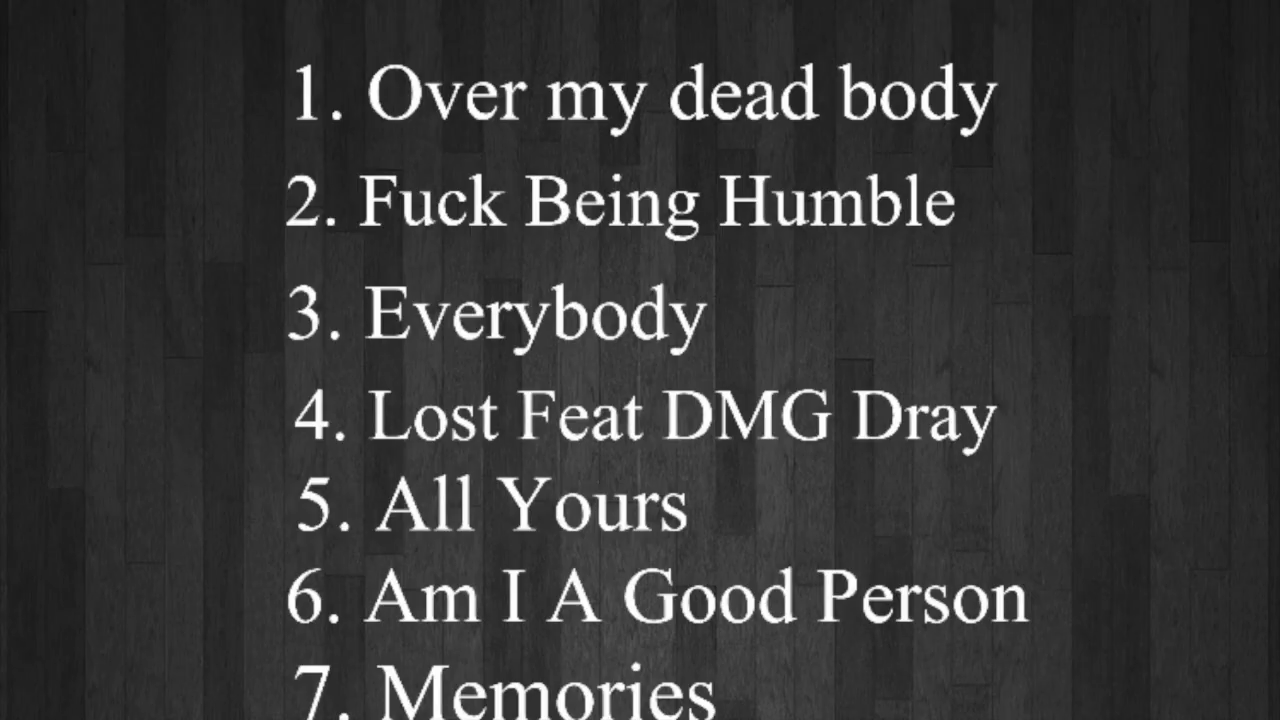 1. Over my dead body
2. Fuck Being Humble
3. Everybody
4. Lost Feat DMG Dray
5. All Yours
6. Am I A Good Person
7. Memories